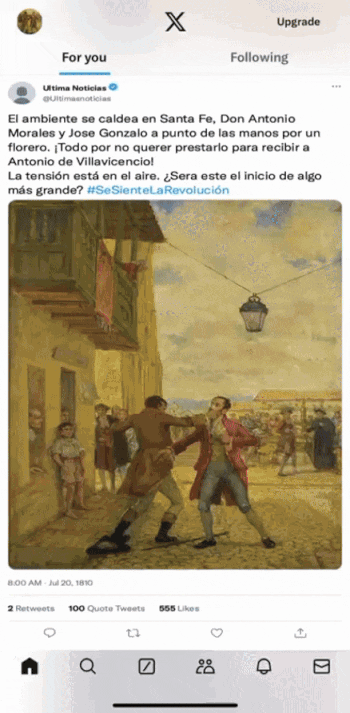 X
Upgrade
For you
Following
Ultima Noticias
@Ultimasnoticias
El ambiente se caldea en Santa Fe, Don Antonio
Morales y Jose Gonzalo a punto de las manos por un
florero. ¡Todo por no querer prestarlo para recibir a
Antonio de Villavicencio!
La tensión está en el aire. ¿Sera este el inicio de algo
más grande? #SeSienteLaRevolución
8:00 AM · Jul 20, 1810
2 Retweets 100 Quote Tweets 555 Likes